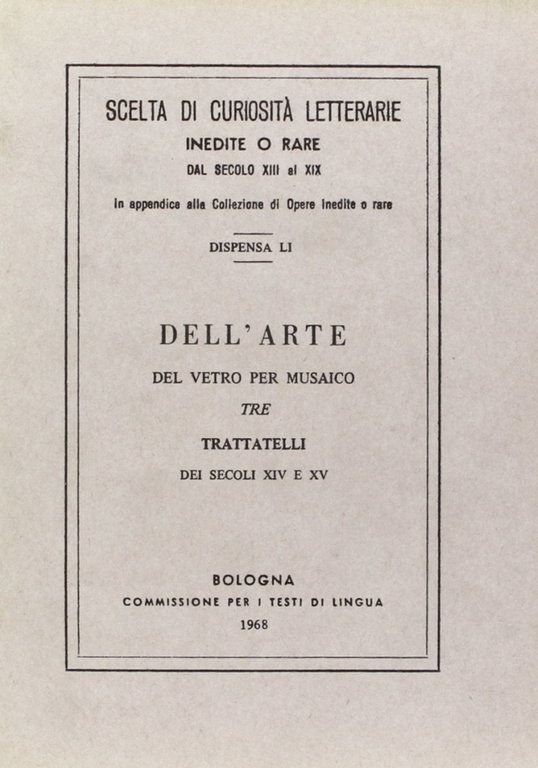 SCELTA DI CURIOSITÀ LETTERARIE
INEDITE O RARE
DAL SECOLO XIII al XIX
In appendice alla Collezione di Opere inedite o rare
DISPENSA LI
DELL'ARTE
DEL VETRO PER MUSAICO
TRE
TRATTATELLI
DEI SECOLI XIV E XV
BOLOGNA
COMMISSIONE PER I TESTI DI LINGUA
1968